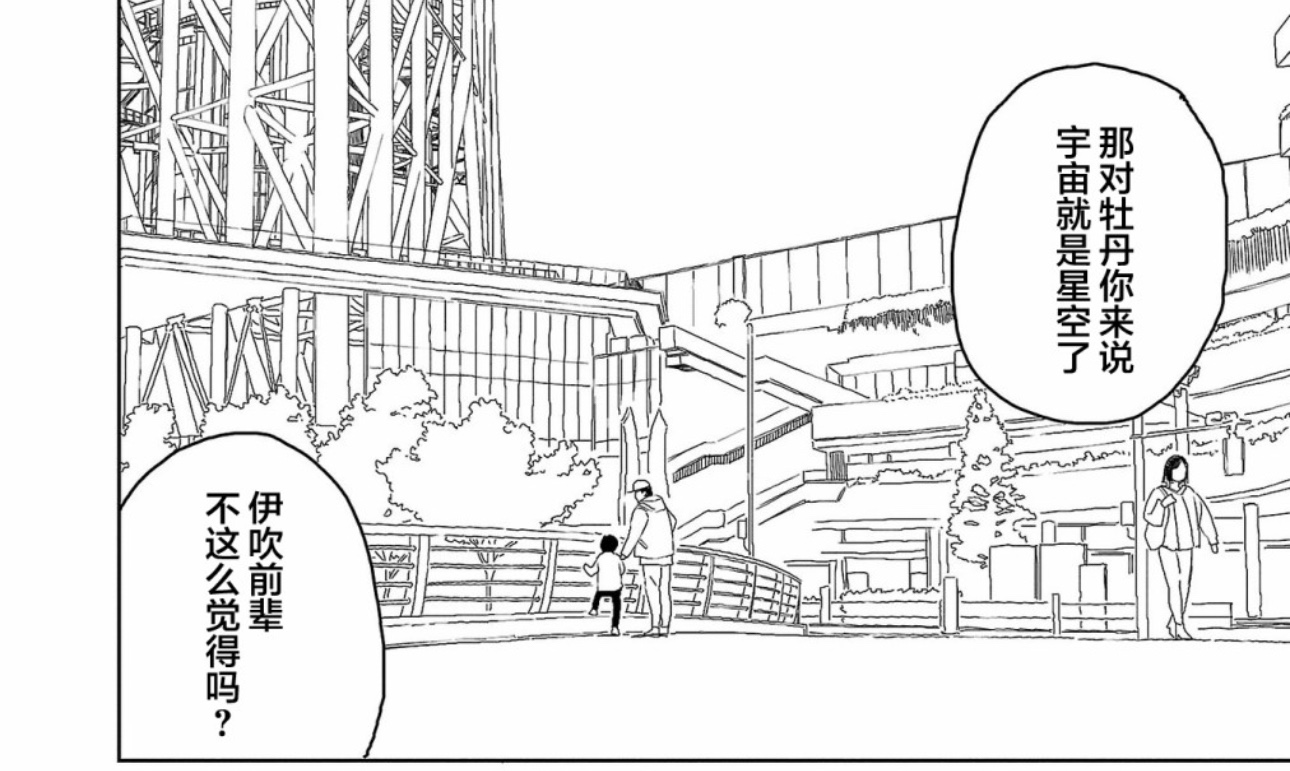 那对牡丹你来说
宇宙就是星空了
伊吹前辈
不这么觉得吗？